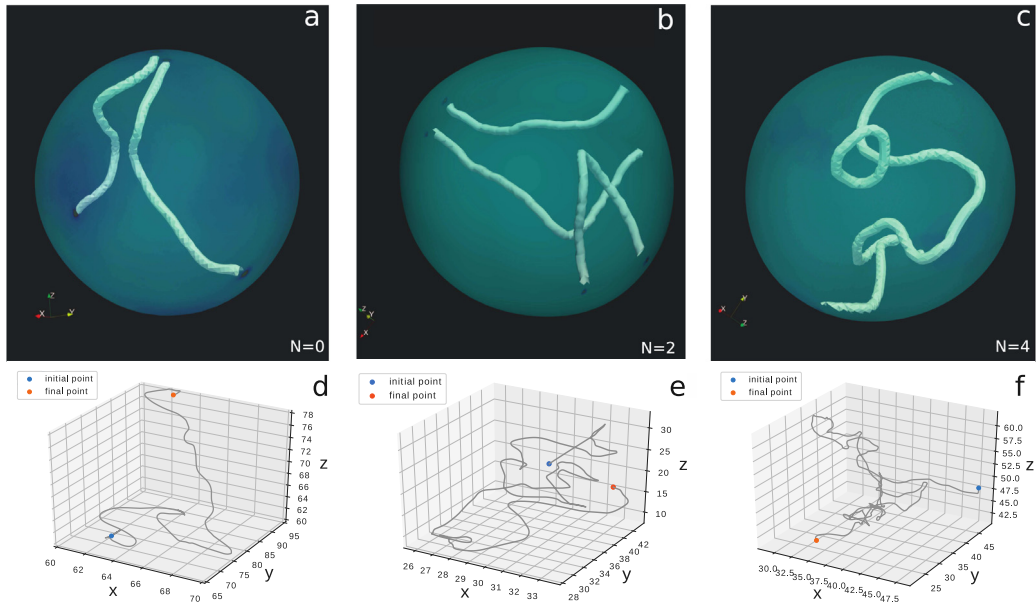 a
X
Z
Y
N=0
b
Z
Y
X
N=2
c
X
Y
Z
N=4
initial point
final point
d
78
76
74
72
70
68
66
64
62
60
z
60
62
64
66
68
70
x
65
70
75
80
85
90
95
y
initial point
final point
e
30
25
20
15
10
z
26
27
28
29
30
31
32
33
x
28
30
32
34
36
38
40
42
y
initial point
final point
f
60.0
57.5
55.0
52.5
50.0
47.5
45.0
42.5
z
30.0
32.5
35.0
37.5
40.0
42.5
45.0
47.5
x
25
30
35
40
45
y